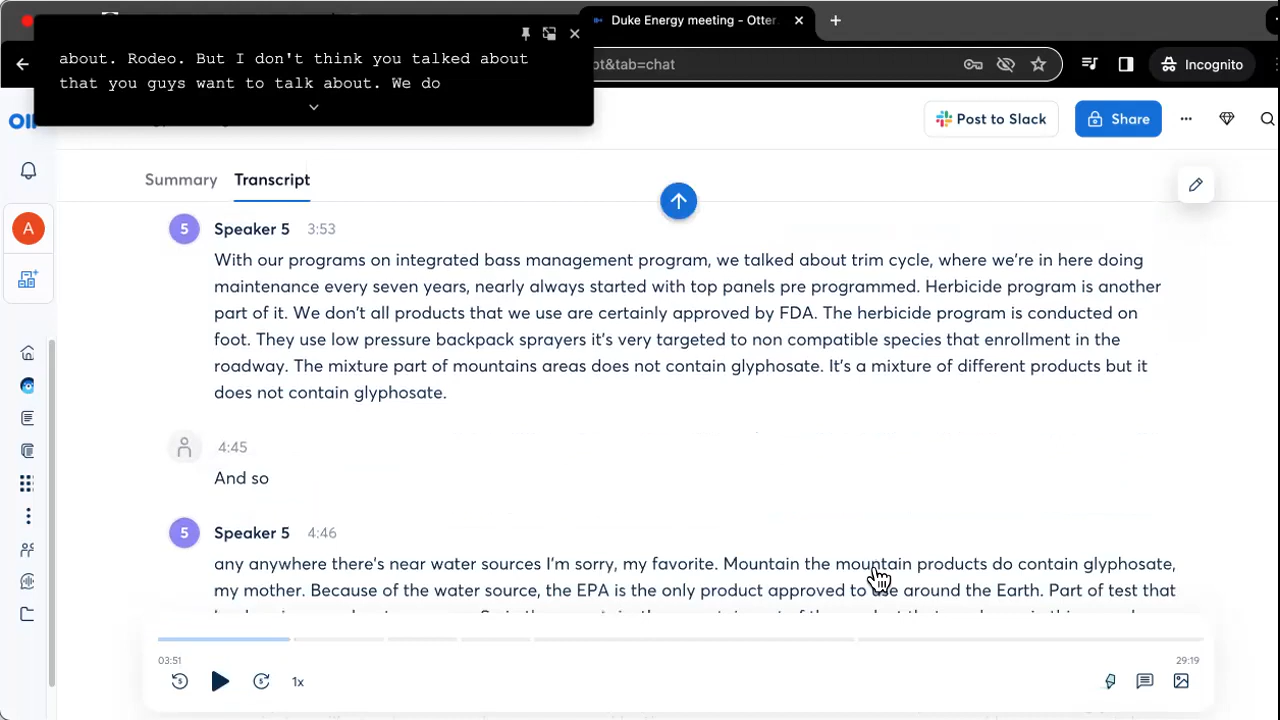 Duke Energy meeting - Otter
about. Rodeo. But I don't think you talked about
that you guys want to talk about. We do
ot&tab=chat
Incognito
Post to Slack
Share
Summary
Transcript
A
5
Speaker 5
3:53
With our programs on integrated bass management program, we talked about trim cycle, where we're in here doing
maintenance every seven years, nearly always started with top panels pre programmed. Herbicide program is another
part of it. We don't all products that we use are certainly approved by FDA. The herbicide program is conducted on
foot. They use low pressure backpack sprayers it's very targeted to non compatible species that enrollment in the
roadway. The mixture part of mountains areas does not contain glyphosate. It's a mixture of different products but it
does not contain glyphosate.
4:45
And so
5
Speaker 5
4:46
any anywhere there's near water sources I'm sorry, my favorite. Mountain the mountain products do contain glyphosate,
my mother. Because of the water source, the EPA is the only product approved to use around the Earth. Part of test that
03:51
29:19
5
5
1x